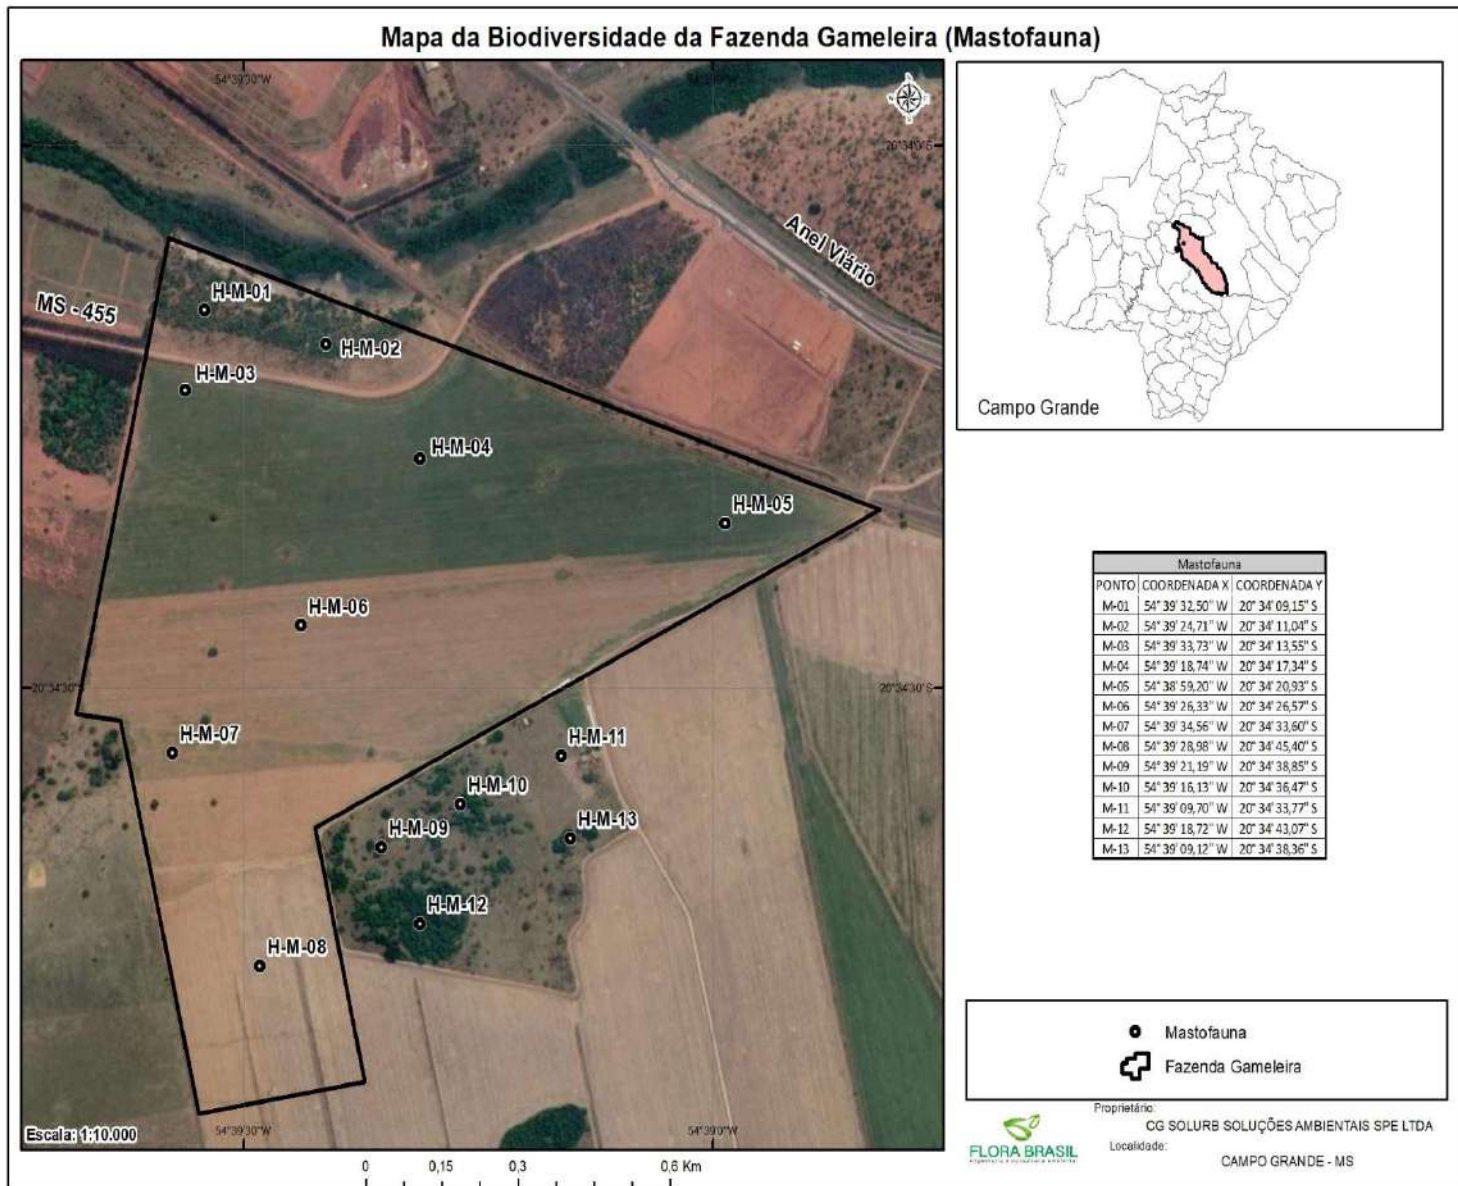 Mapa da Biodiversidade da Fazenda Gameleira (Mastofauna)
54°39'30"W
20°34'0"S
Anel Viário
MS - 455
H-M-01
H-M-02
H-M-03
H-M-04
H-M-05
H-M-06
20°34'30"S
20°34'30"S
H-M-07
H-M-11
H-M-10
H-M-13
H-M-09
H-M-12
H-M-08
Escala: 1:10.000
54°39'30"W
54°39'0"W
0 0,15 0,3 0,6 Km
Campo Grande
Mastofauna
PONTO COORDENADA X COORDENADA Y
M-01 54° 39' 32,50" W 20° 34' 09,15" S
M-02 54° 39' 24,71" W 20° 34' 11,04" S
M-03 54° 39' 33,73" W 20° 34' 13,55" S
M-04 54° 39' 18,74" W 20° 34' 17,34" S
M-05 54° 38' 59,20" W 20° 34' 20,93" S
M-06 54° 39' 26,33" W 20° 34' 26,57" S
M-07 54° 39' 34,56" W 20° 34' 33,60" S
M-08 54° 39' 28,98" W 20° 34' 45,40" S
M-09 54° 39' 21,19" W 20° 34' 38,85" S
M-10 54° 39' 16,13" W 20° 34' 36,47" S
M-11 54° 39' 09,70" W 20° 34' 33,77" S
M-12 54° 39' 18,72" W 20° 34' 43,07" S
M-13 54° 39' 09,12" W 20° 34' 38,36" S
Mastofauna
Fazenda Gameleira
FLORA BRASIL
Proprietário:
CG SOLURB SOLUÇÕES AMBIENTAIS SPE LTDA
Localidade:
CAMPO GRANDE - MS